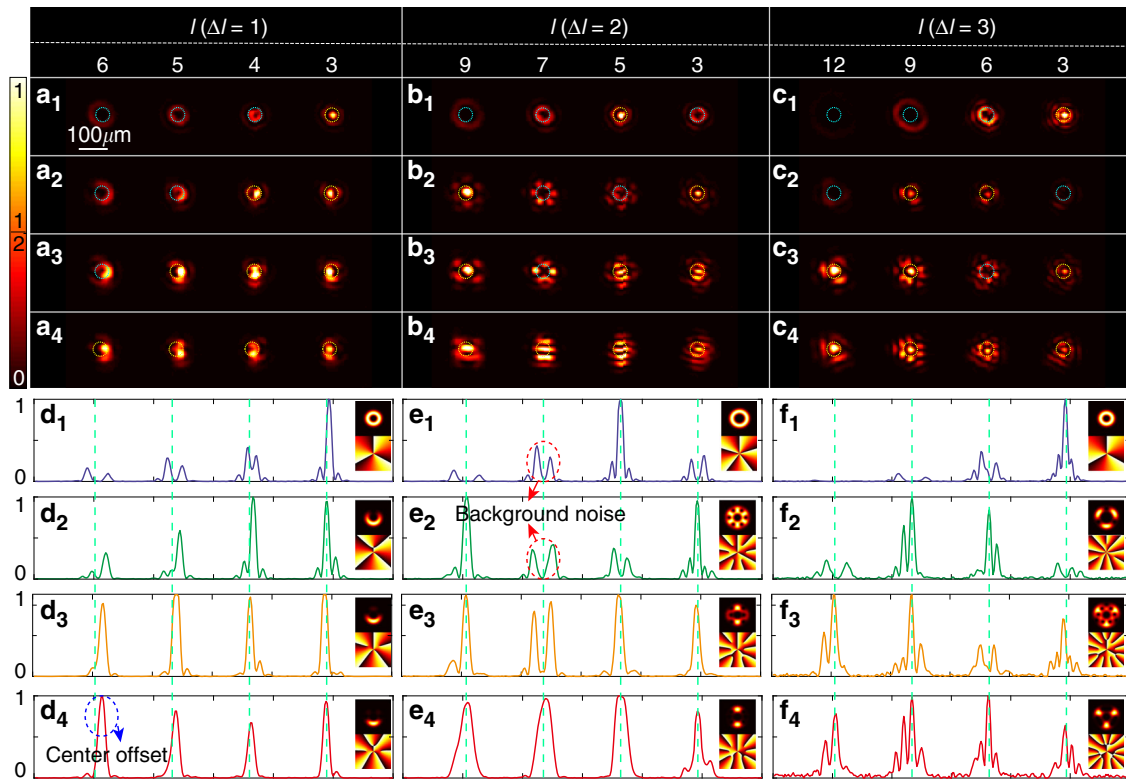 l (Δl = 1) l (Δl = 2) l (Δl = 3)
6 5 4 3 9 7 5 3 12 9 6 3
1
1
2
0
a1 b1 c1
100μm
a2 b2 c2
a3 b3 c3
a4 b4 c4
1 d1 e1 f1
0
1 d2 e2 f2
Background noise
0
1 d3 e3 f3
0
1 d4 e4 f4
Center offset
0